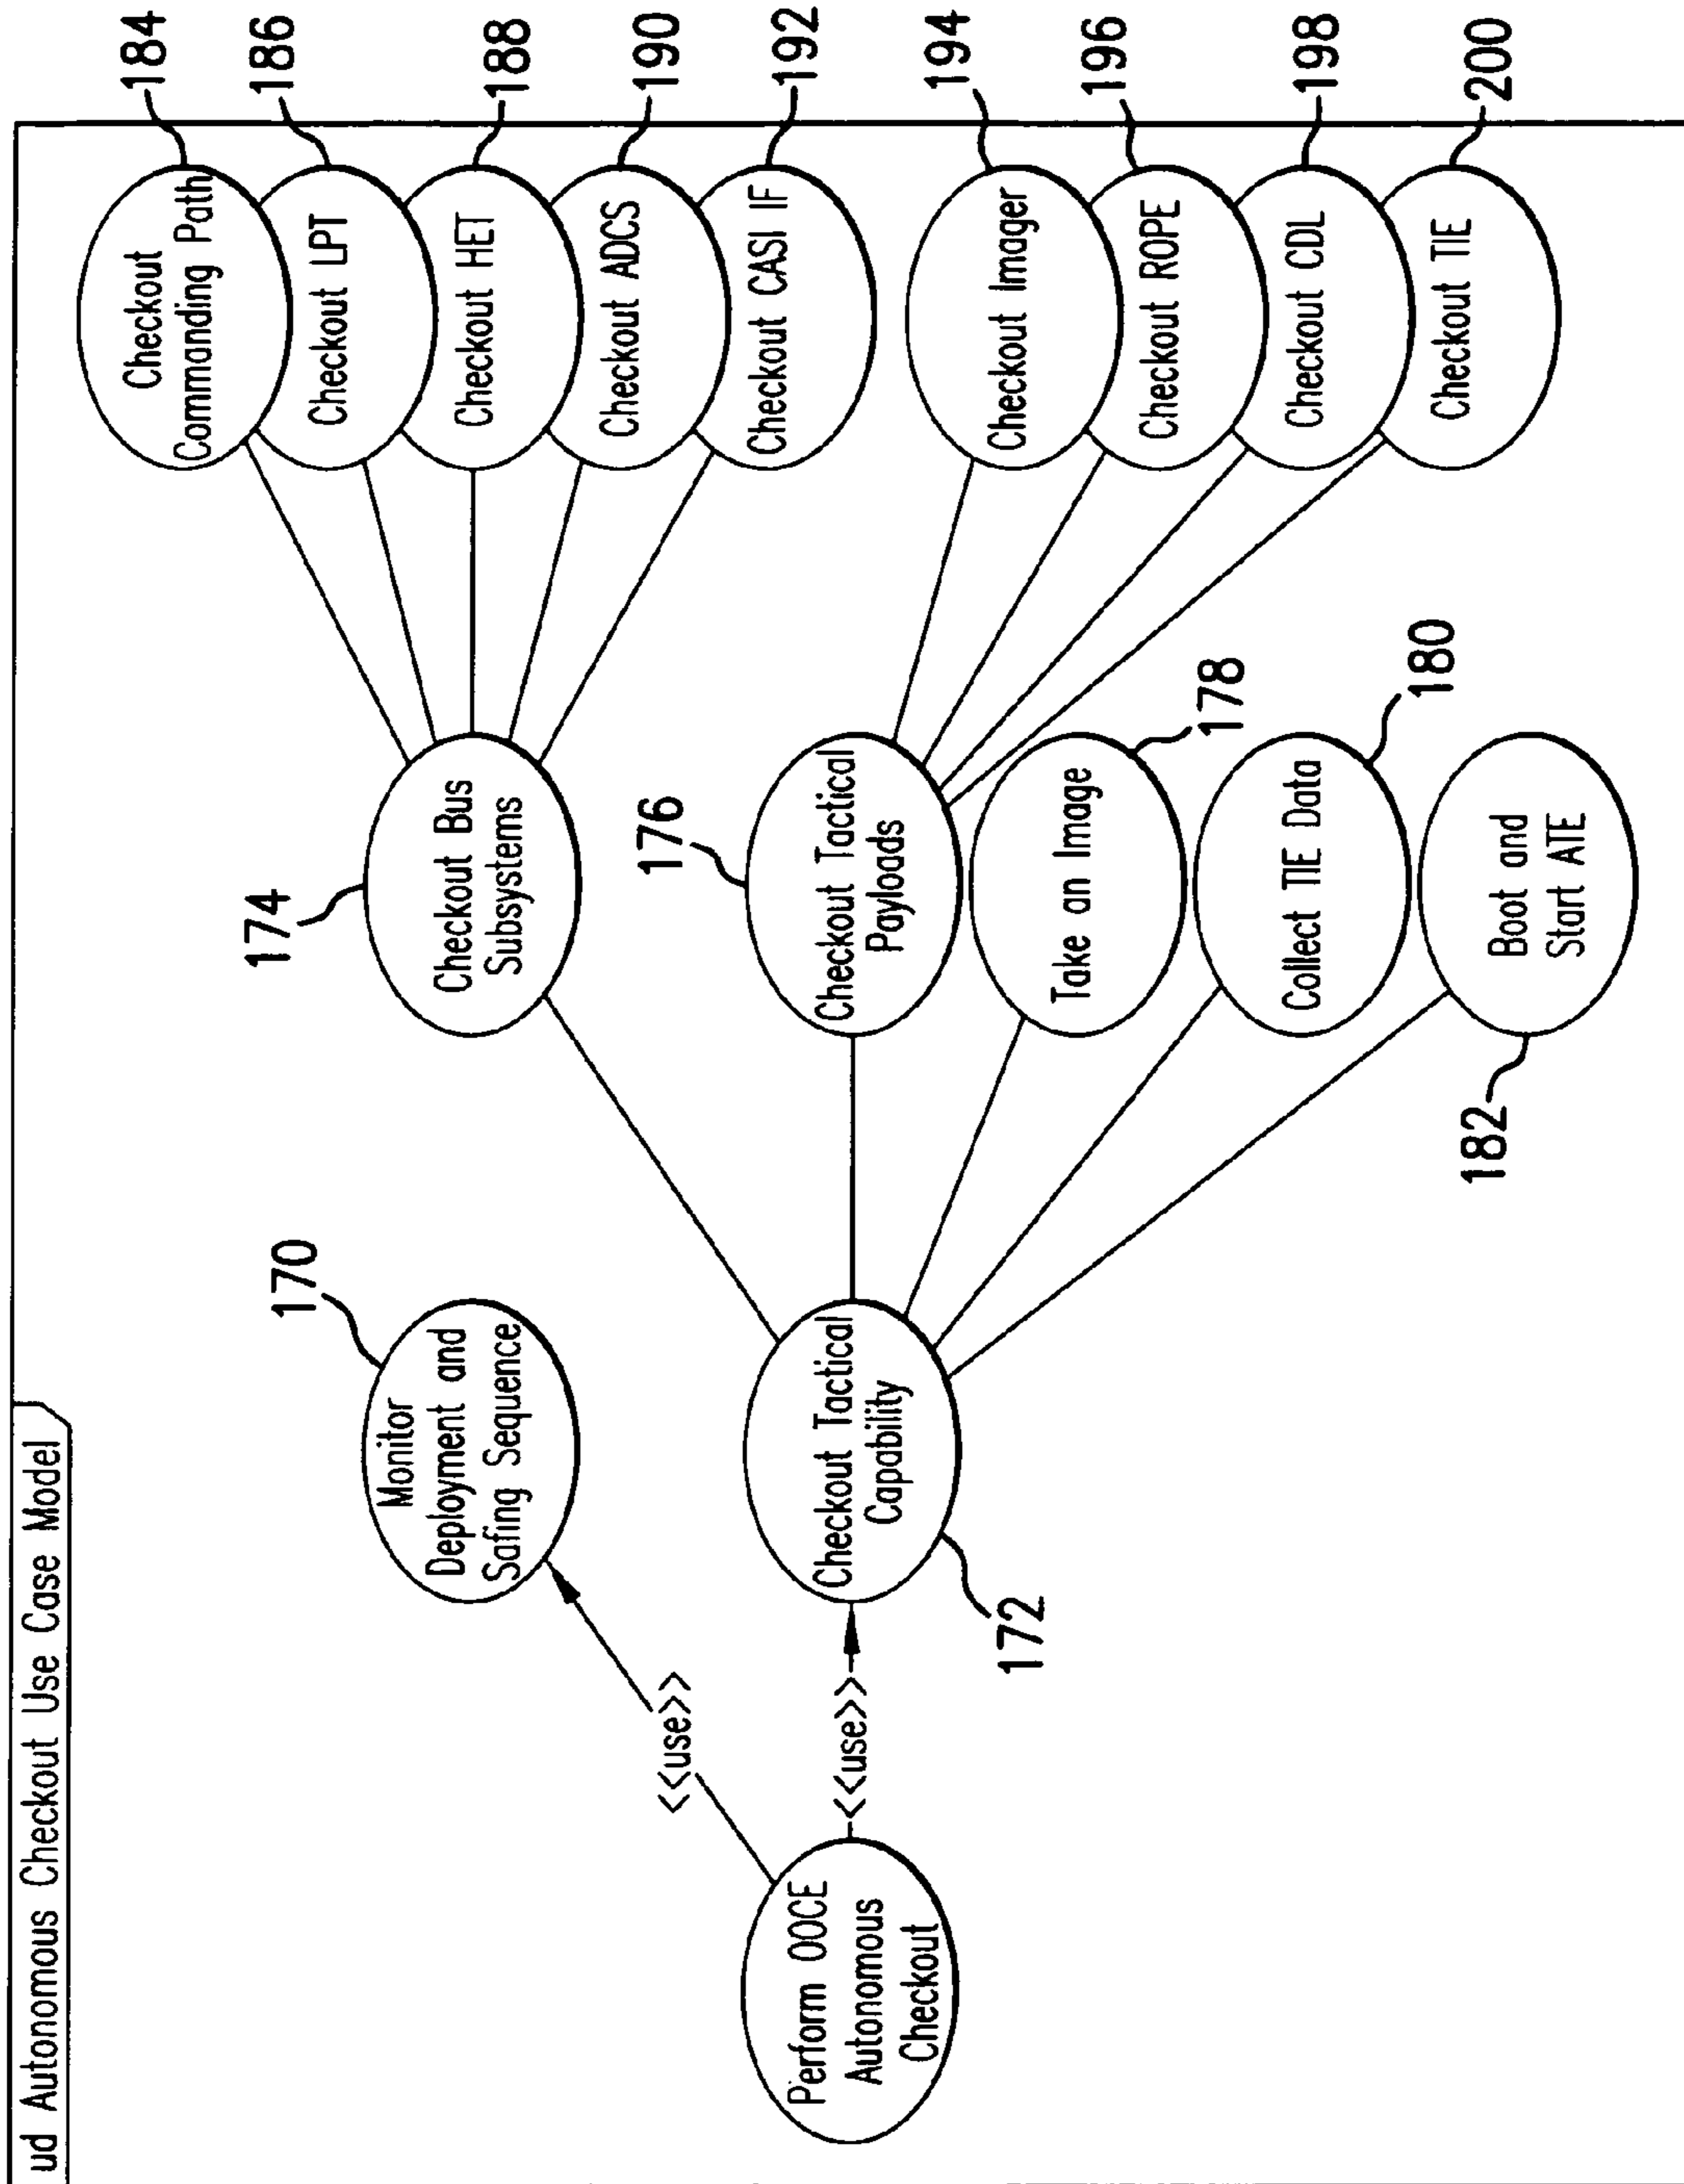 ud Autonomous Checkout Use Case Model
Perform OOCE
Autonomous
Checkout
<<use>>
<<use>>
170
Monitor
Deployment and
Safing Sequence
Checkout Tactical
Capability
172
174
Checkout Bus
Subsystems
176
Checkout Tactical
Payloads
Take an Image
178
Collect TIE Data
180
Boot and
Start ATE
182
Checkout
Commanding Path
184
Checkout LPT
186
Checkout HET
188
Checkout ADCS
190
Checkout CASI IF
192
Checkout Imager
194
Checkout ROPE
196
Checkout CDL
198
Checkout TIE
200